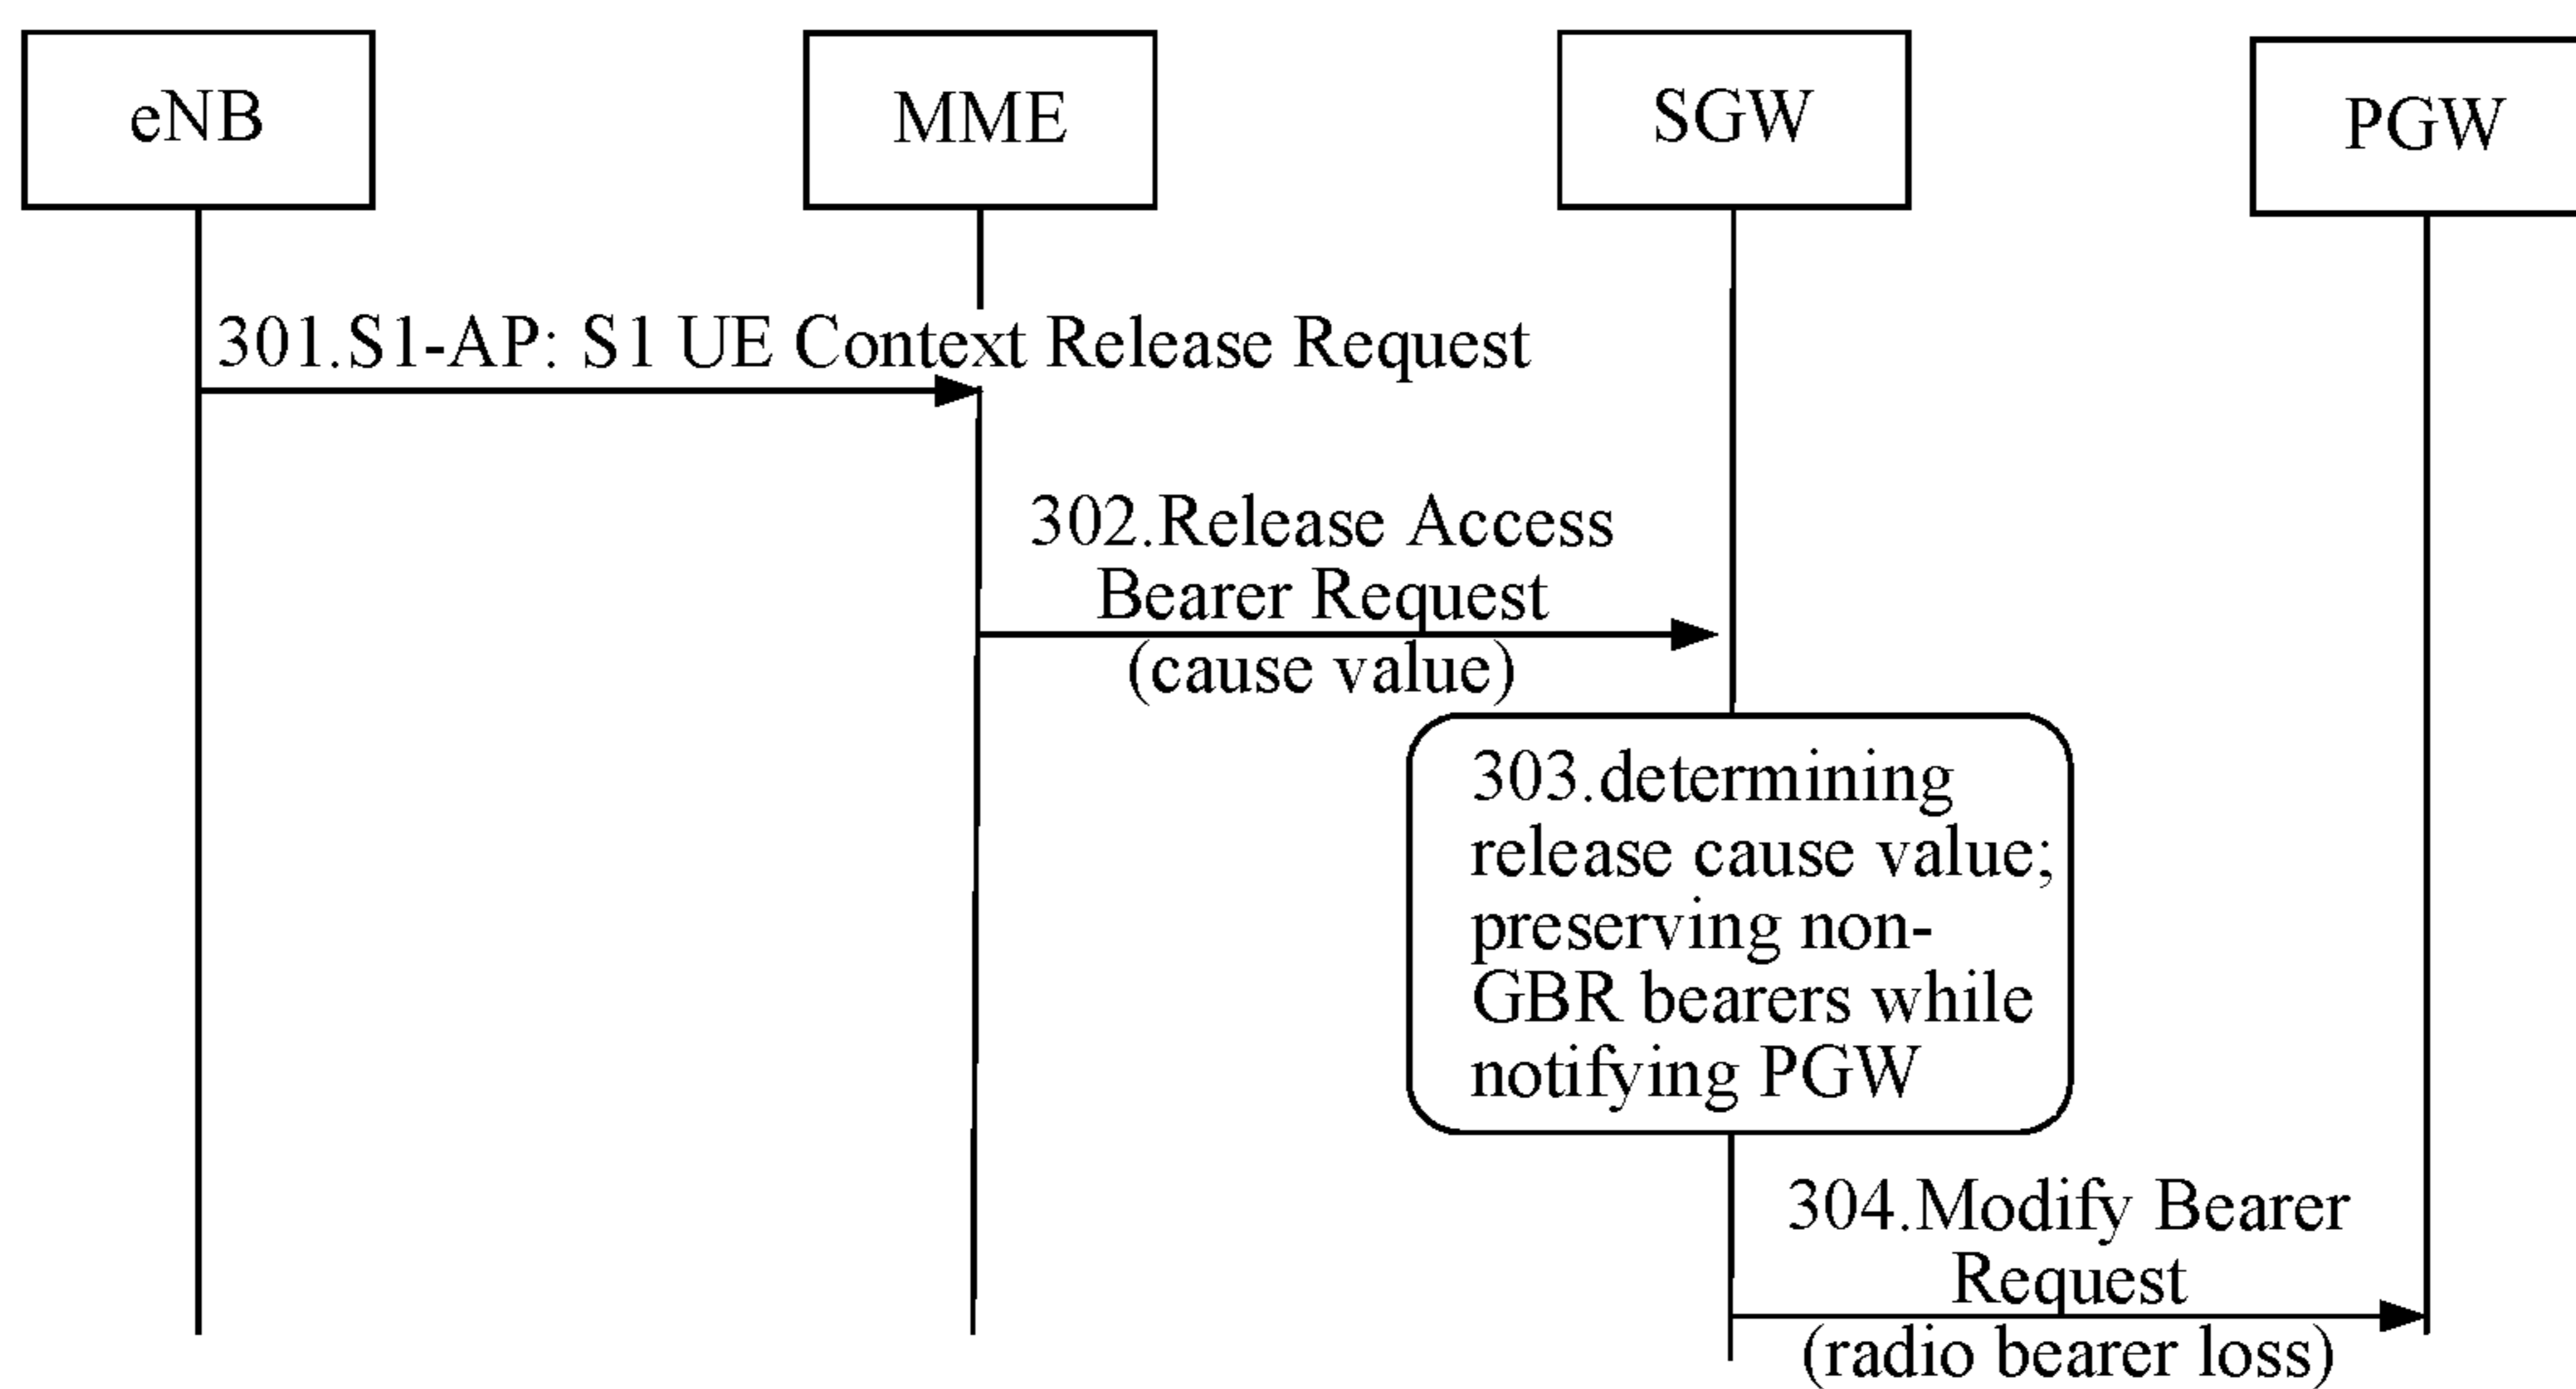 eNB
MME
SGW
PGW
301.S1-AP: S1 UE Context Release Request
302.Release Access
Bearer Request
(cause value)
303.determining
release cause value;
preserving non-
GBR bearers while
notifying PGW
304.Modify Bearer
Request
(radio bearer loss)